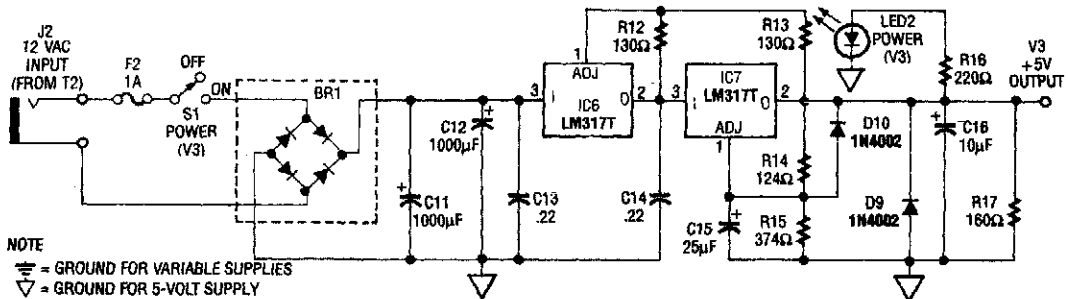 J2
12 VAC
INPUT
(FROM T2)
F2
1A
OFF
ON
S1
POWER
(V3)
BR1
C12
1000µF
C11
1000µF
C13
.22
1
ADJ
3
I
IC6
O
2
LM317T
R12
130Ω
C14
.22
3
I
IC7
O
2
LM317T
ADJ
1
R13
130Ω
LED2
POWER
(V3)
R16
220Ω
V3
+5V
OUTPUT
D10
1N4002
C16
10µF
R14
124Ω
C15
25µF
R15
374Ω
D9
1N4002
R17
160Ω
NOTE
= GROUND FOR VARIABLE SUPPLIES
= GROUND FOR 5-VOLT SUPPLY